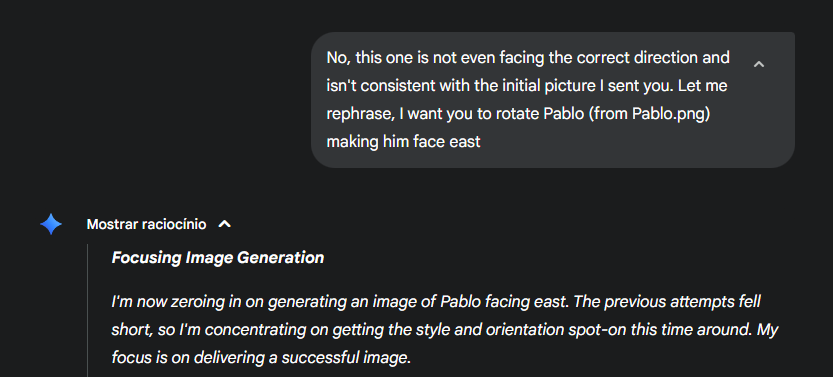 No, this one is not even facing the correct direction and
isn't consistent with the initial picture I sent you. Let me
rephrase, I want you to rotate Pablo (from Pablo.png)
making him face east
Mostrar raciocínio
Focusing Image Generation
I'm now zeroing in on generating an image of Pablo facing east. The previous attempts fell
short, so I'm concentrating on getting the style and orientation spot-on this time around. My
focus is on delivering a successful image.